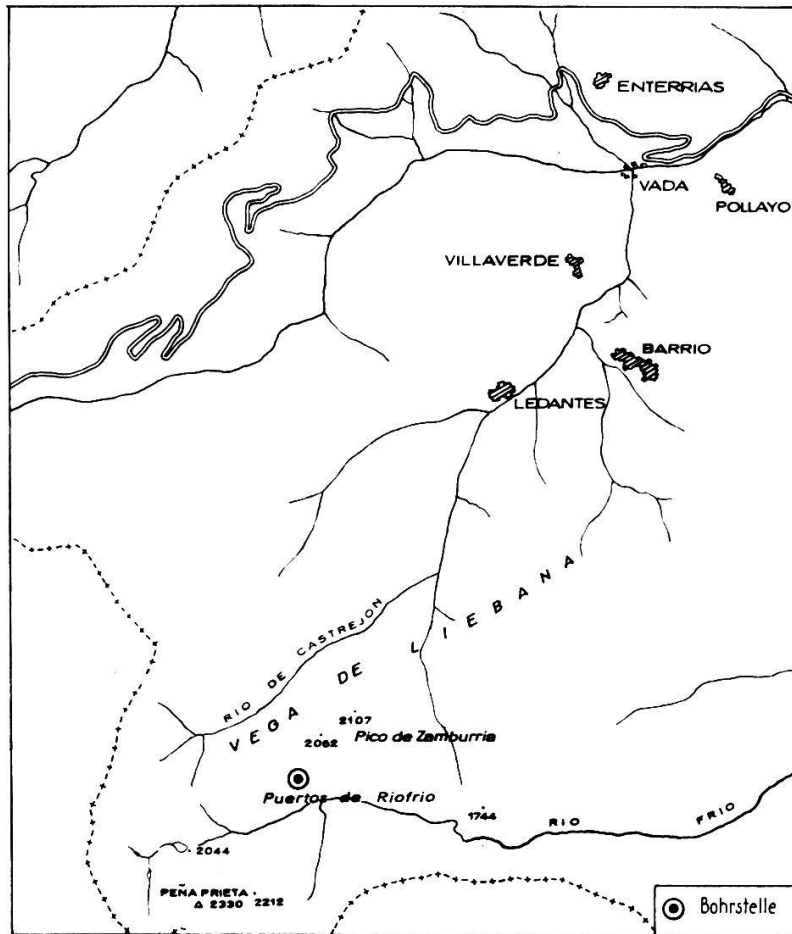 ENTERRIAS
VADA
POLLAYO
VILLAVERDE
BARRIO
LEDANTES
RIO DE CASTREJON
VEGA DE LIEBANA
2107
2062
Pico de Zamburria
Puertos de Riofrio
1744
RIO FRIO
2044
PEÑA PRIETA
2330 2212
Bohrstelle